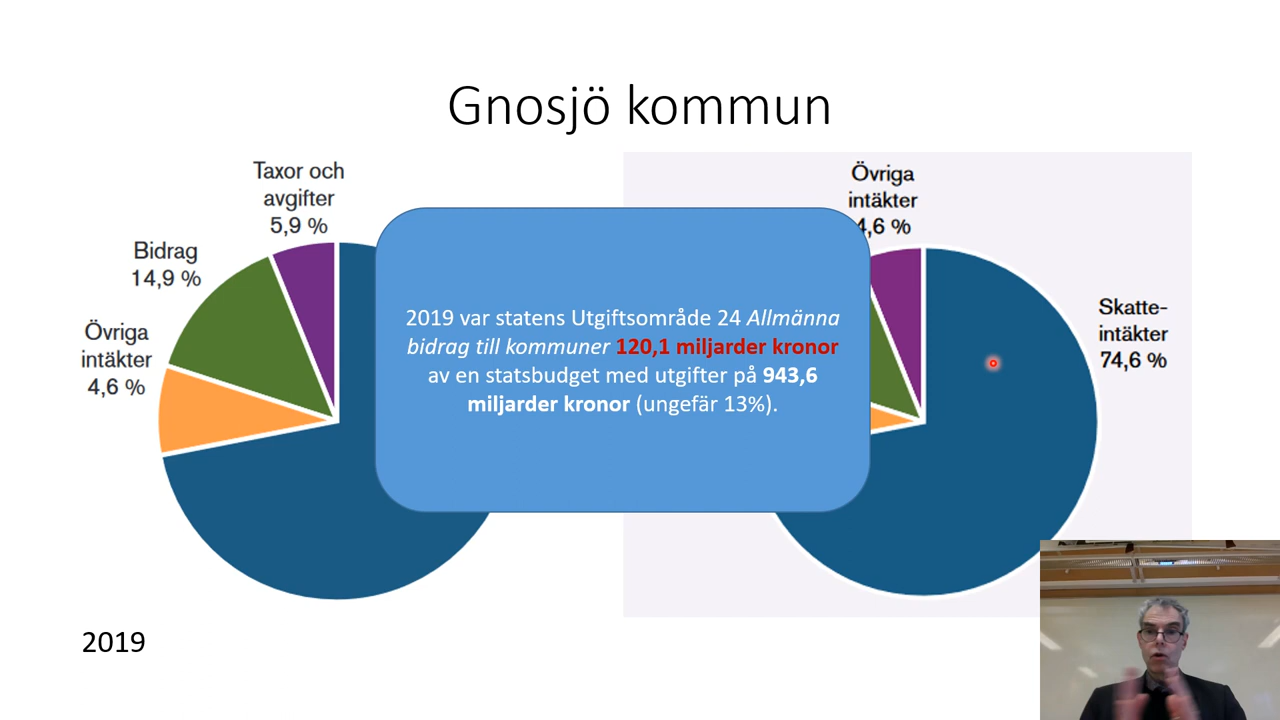 Gnosjö kommun
Taxor och
avgifter
5,9 %
Bidrag
14,9 %
Övriga
intäkter
4,6 %
2019 var statens Utgiftsområde 24 Allmänna
bidrag till kommuner 120,1 miljarder kronor
av en statsbudget med utgifter på 943,6
miljarder kronor (ungefär 13%).
Övriga
intäkter
4,6 %
Skatte-
intäkter
74,6 %
2019